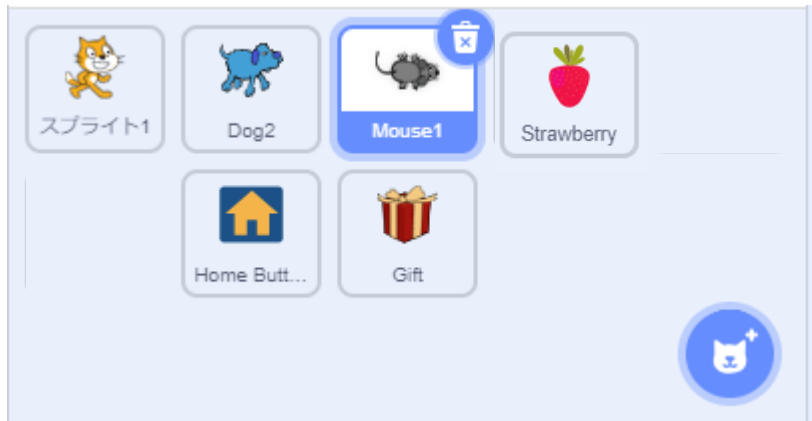 スプライト1
Dog2
Mouse1
Strawberry
Home Butt...
Gift